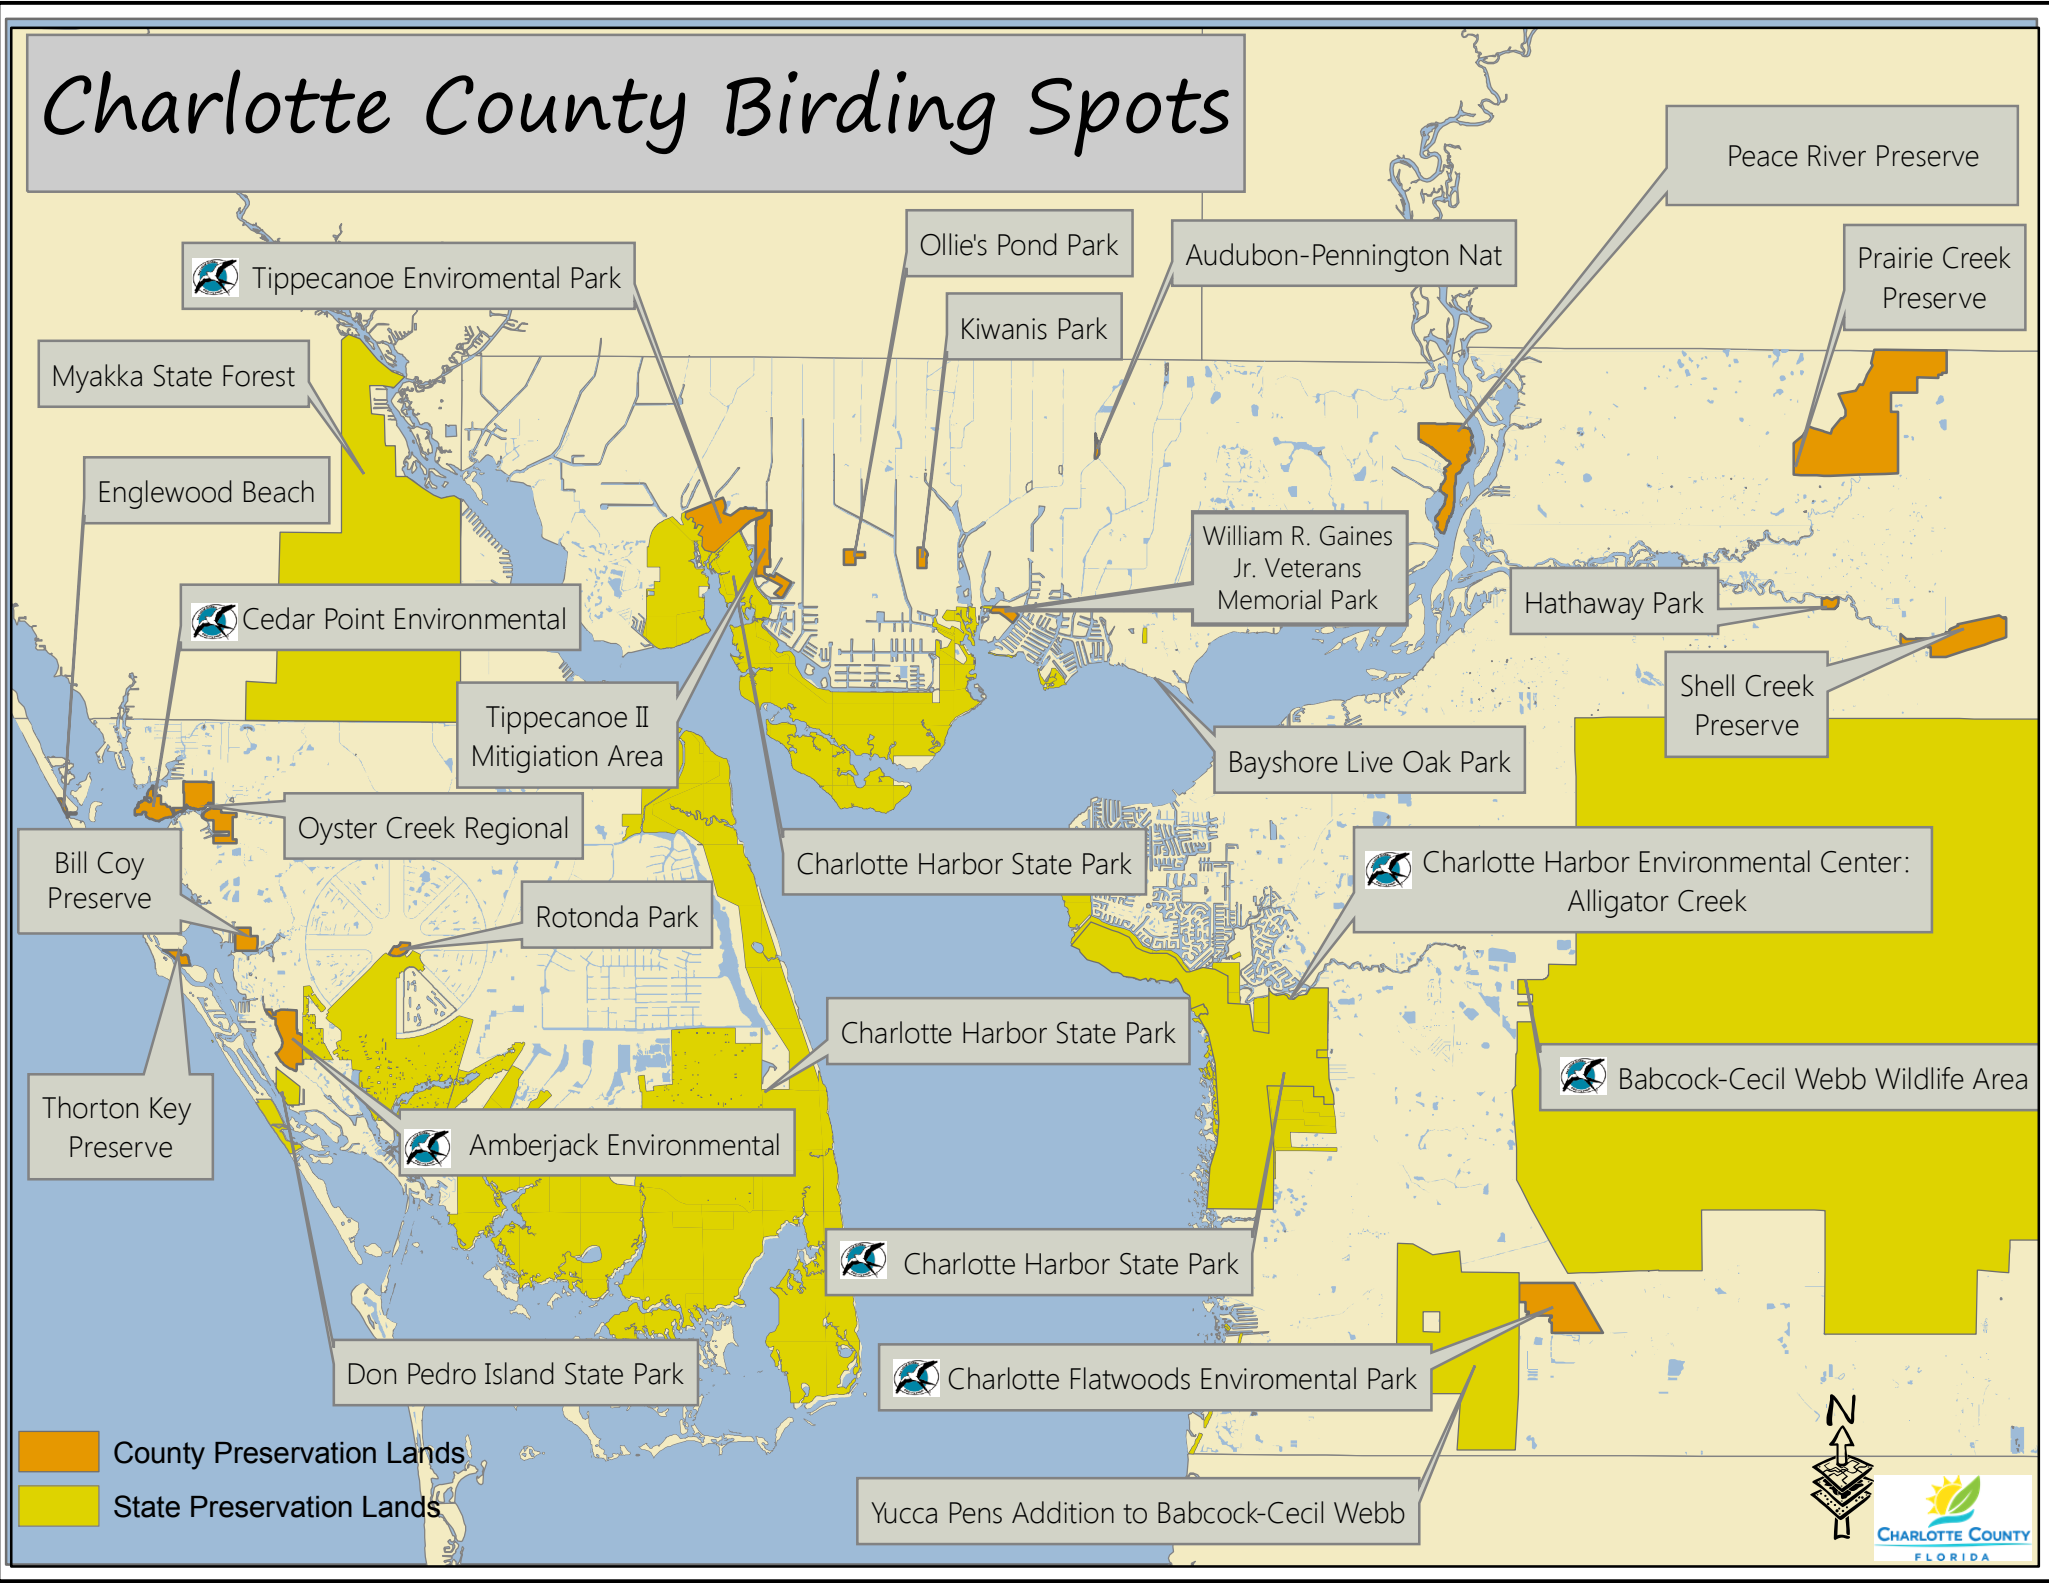 Charlotte County Birding Spots
Peace River Preserve
Ollie's Pond Park
Audubon-Pennington Nat
Prairie Creek
Preserve
Tippecanoe Enviromental Park
Kiwanis Park
Myakka State Forest
Englewood Beach
William R. Gaines
Jr. Veterans
Memorial Park
Hathaway Park
Cedar Point Environmental
Shell Creek
Preserve
Tippecanoe II
Mitigiation Area
Bayshore Live Oak Park
Oyster Creek Regional
Bill Coy
Preserve
Charlotte Harbor State Park
Charlotte Harbor Environmental Center:
Alligator Creek
Rotonda Park
Charlotte Harbor State Park
Babcock-Cecil Webb Wildlife Area
Thorton Key
Preserve
Amberjack Environmental
Charlotte Harbor State Park
Don Pedro Island State Park
Charlotte Flatwoods Enviromental Park
County Preservation Lands
State Preservation Lands
Yucca Pens Addition to Babcock-Cecil Webb
N
CHARLOTTE COUNTY
FLORIDA